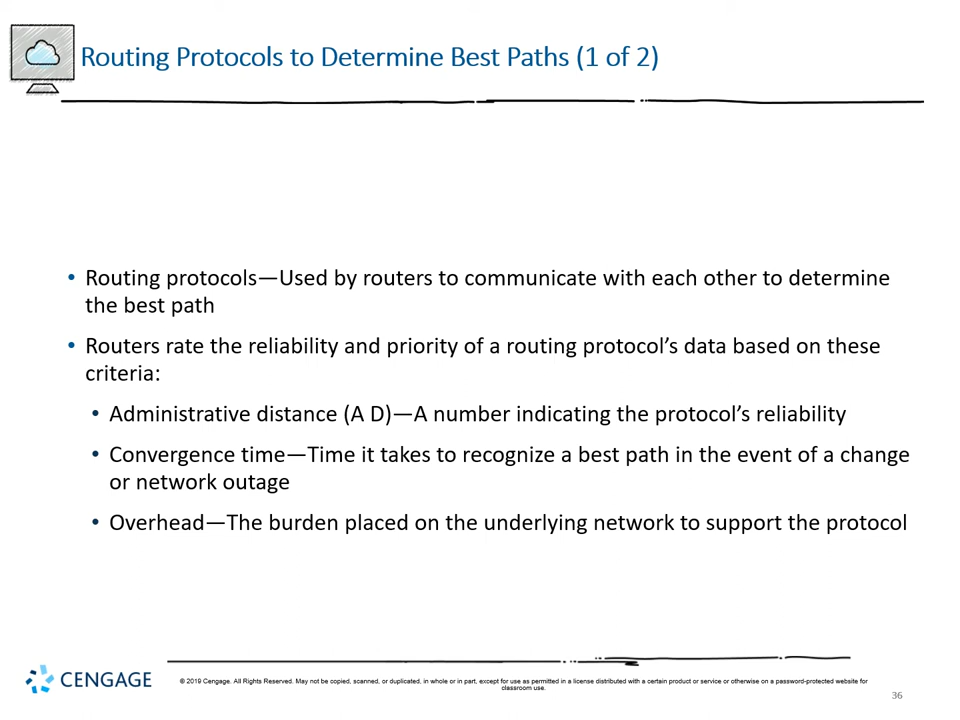 Routing Protocols to Determine Best Paths (1 of 2)
• Routing protocols—Used by routers to communicate with each other to determine
the best path
• Routers rate the reliability and priority of a routing protocol’s data based on these
criteria:
• Administrative distance (A D)—A number indicating the protocol’s reliability
• Convergence time—Time it takes to recognize a best path in the event of a change
or network outage
• Overhead—The burden placed on the underlying network to support the protocol
CENGAGE
© 2019 Cengage. All Rights Reserved. May not be copied, scanned, or duplicated, in whole or in part, except for use as permitted in a license distributed with a certain product or service or otherwise on a password-protected website for
classroom use.
36